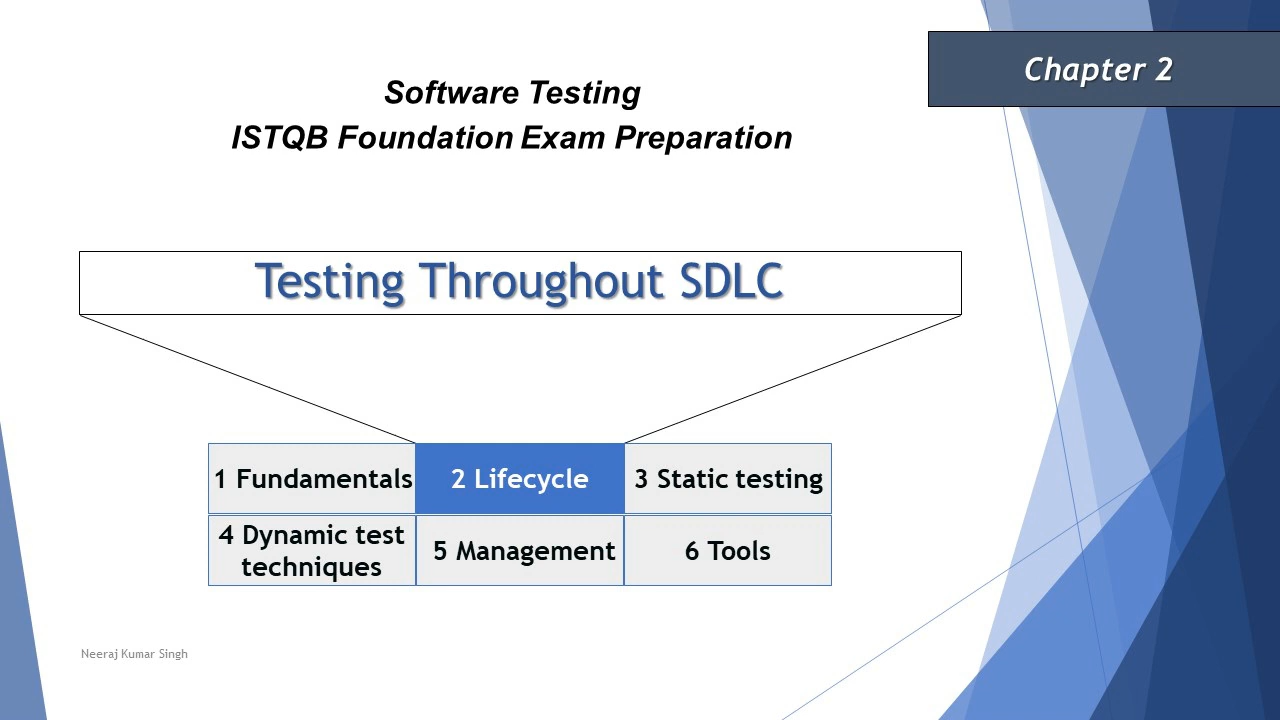 Chapter 2
Software Testing
ISTQB Foundation Exam Preparation
Testing Throughout SDLC
1 Fundamentals
2 Lifecycle
3 Static testing
4 Dynamic test
techniques
5 Management
6 Tools
Neeraj Kumar Singh